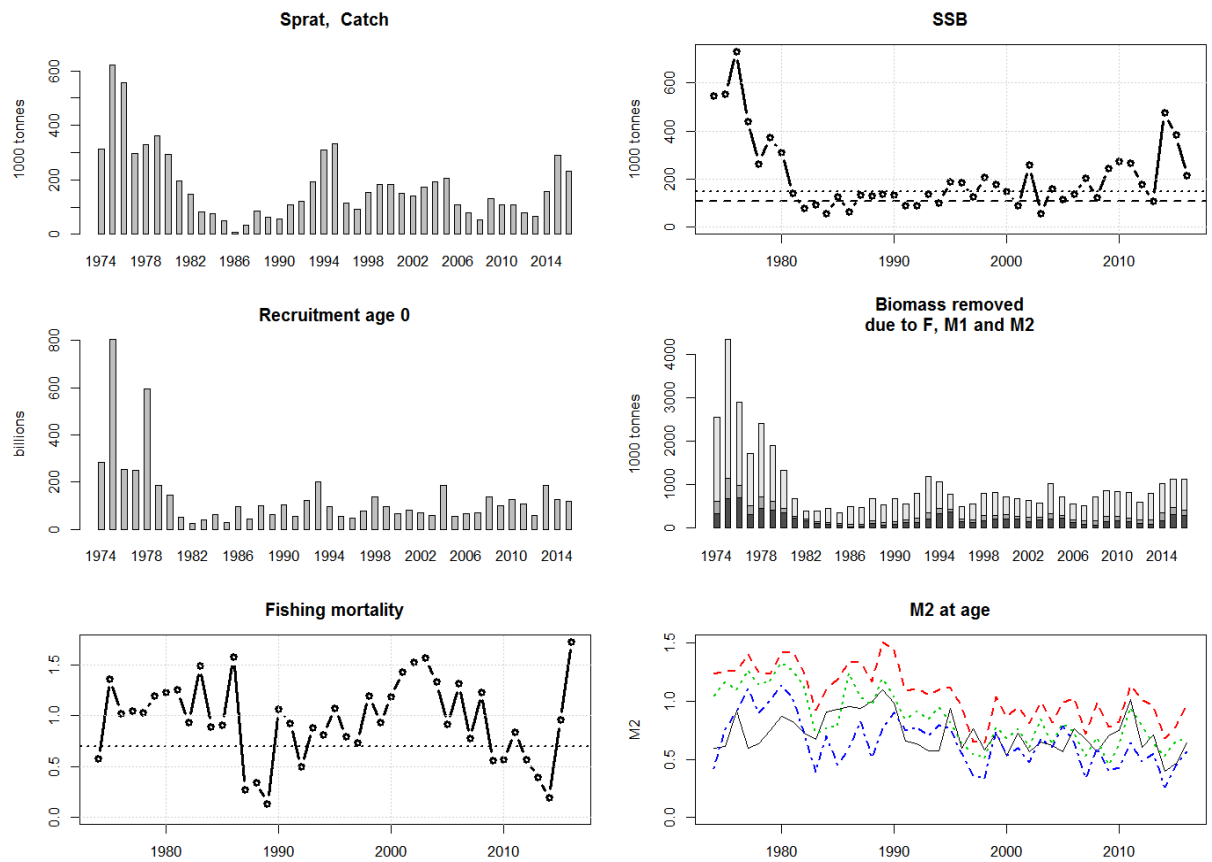 Sprat, Catch
1000 tonnes
600
400
200
0
1974 1978 1982 1986 1990 1994 1998 2002 2006 2010 2014
SSB
1000 tonnes
600
400
200
0
1980 1990 2000 2010
Recruitment age 0
billions
800
600
400
200
0
1974 1978 1982 1986 1990 1994 1998 2002 2006 2010 2014
Biomass removed
due to F, M1 and M2
1000 tonnes
4000
3000
2000
1000
0
1974 1978 1982 1986 1990 1994 1998 2002 2006 2010 2014
Fishing mortality
1.5
1.0
0.5
0.0
1980 1990 2000 2010
M2 at age
M2
1.5
1.0
0.5
0.0
1980 1990 2000 2010